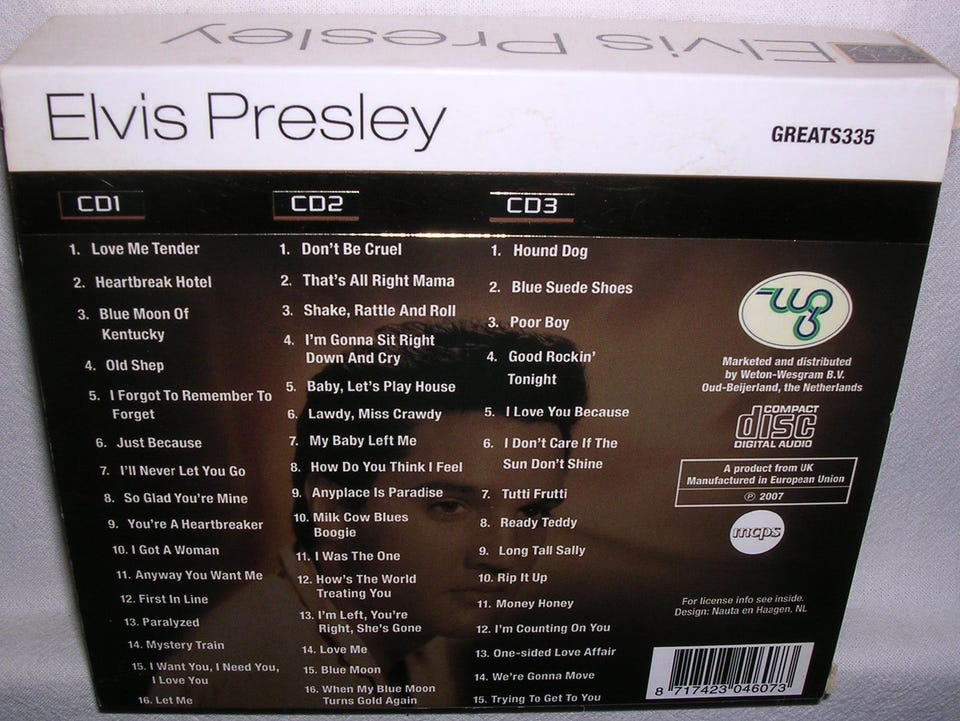 Elvis Presley
Elvis Presley
GREATS335
CD1
1. Love Me Tender
2. Heartbreak Hotel
3. Blue Moon Of
Kentucky
4. Old Shep
5. I Forgot To Remember To
Forget
6. Just Because
7. I'll Never Let You Go
8. So Glad You're Mine
9. You're A Heartbreaker
10. I Got A Woman
11. Anyway You Want Me
12. First In Line
13. Paralyzed
14. Mystery Train
15. I Want You, I Need You,
I Love You
16. Let Me
CD2
1. Don't Be Cruel
2. That's All Right Mama
3. Shake, Rattle And Roll
4. I'm Gonna Sit Right
Down And Cry
5. Baby, Let's Play House
6. Lawdy, Miss Crawdy
7. My Baby Left Me
8. How Do You Think I Feel
9. Anyplace Is Paradise
10. Milk Cow Blues
Boogie
11. I Was The One
12. How's The World
Treating You
13. I'm Left, You're
Right, She's Gone
14. Love Me
15. Blue Moon
16. When My Blue Moon
Turns Gold Again
CD3
1. Hound Dog
2. Blue Suede Shoes
3. Poor Boy
4. Good Rockin'
Tonight
5. I Love You Because
6. I Don't Care If The
Sun Don't Shine
7. Tutti Frutti
8. Ready Teddy
9. Long Tall Sally
10. Rip It Up
11. Money Honey
12. I'm Counting On You
13. One-sided Love Affair
14. We're Gonna Move
15. Trying To Get To You
Marketed and distributed
by Weton-Wesgram B.V.
Oud-Beijerland, the Netherlands
COMPACT
disc
DIGITAL AUDIO
A product from UK
Manufactured in European Union
℗ 2007
mcps
For license info see inside.
Design: Nauta en Haagen, NL
8 717423 046073